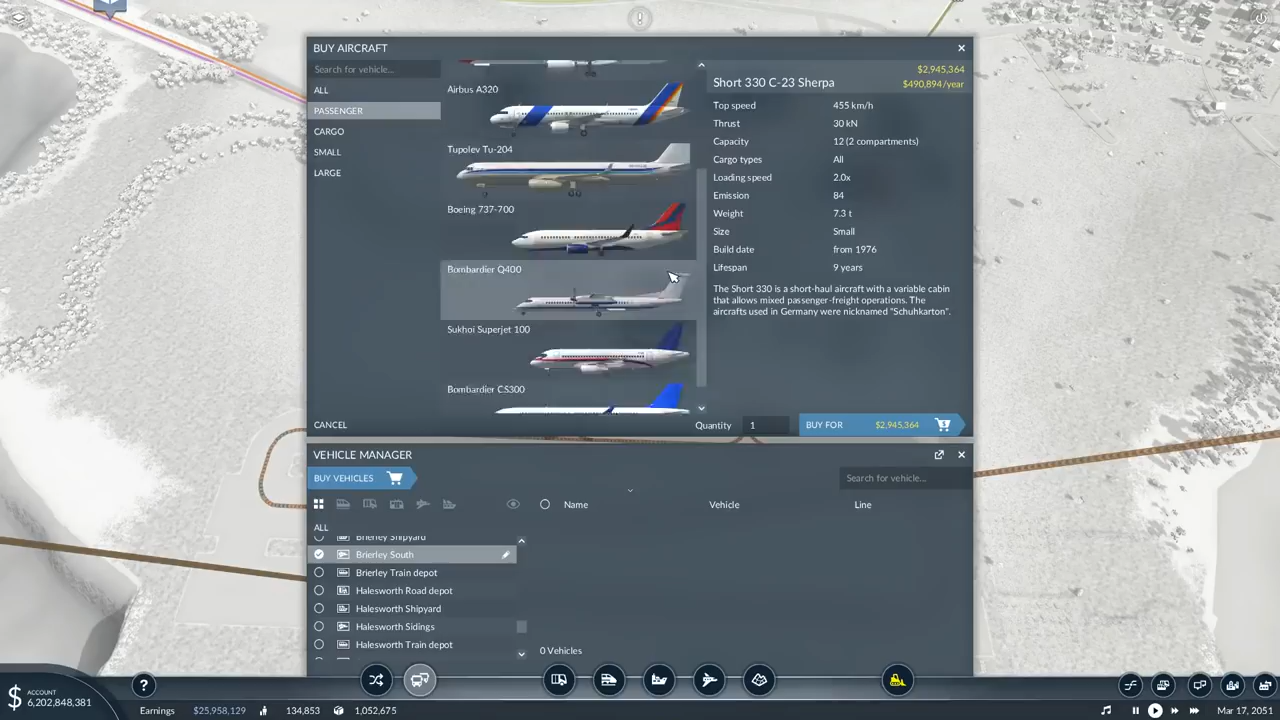 BUY AIRCRAFT
Search for vehicle...
ALL
PASSENGER
CARGO
SMALL
LARGE
Airbus A320
Tupolev Tu-204
Boeing 737-700
Bombardier Q400
Sukhoi Superjet 100
Bombardier CS300
$2,945,364
Short 330 C-23 Sherpa
$490,894/year
Top speed 455 km/h
Thrust 30 kN
Capacity 12 (2 compartments)
Cargo types All
Loading speed 2.0x
Emission 84
Weight 7.3 t
Size Small
Build date from 1976
Lifespan 9 years
The Short 330 is a short-haul aircraft with a variable cabin
that allows mixed passenger-freight operations. The
aircrafts used in Germany were nicknamed "Schuhkarton".
CANCEL
Quantity 1
BUY FOR $2,945,364
VEHICLE MANAGER
BUY VEHICLES
Search for vehicle...
Name Vehicle Line
ALL
Brierley Shipyard
Brierley South
Brierley Train depot
Halesworth Road depot
Halesworth Shipyard
Halesworth Sidings
Halesworth Train depot
0 Vehicles
$ ACCOUNT
6,202,848,381
?
Earnings $25,958,129 134,853 1,052,675
Mar 17, 2051